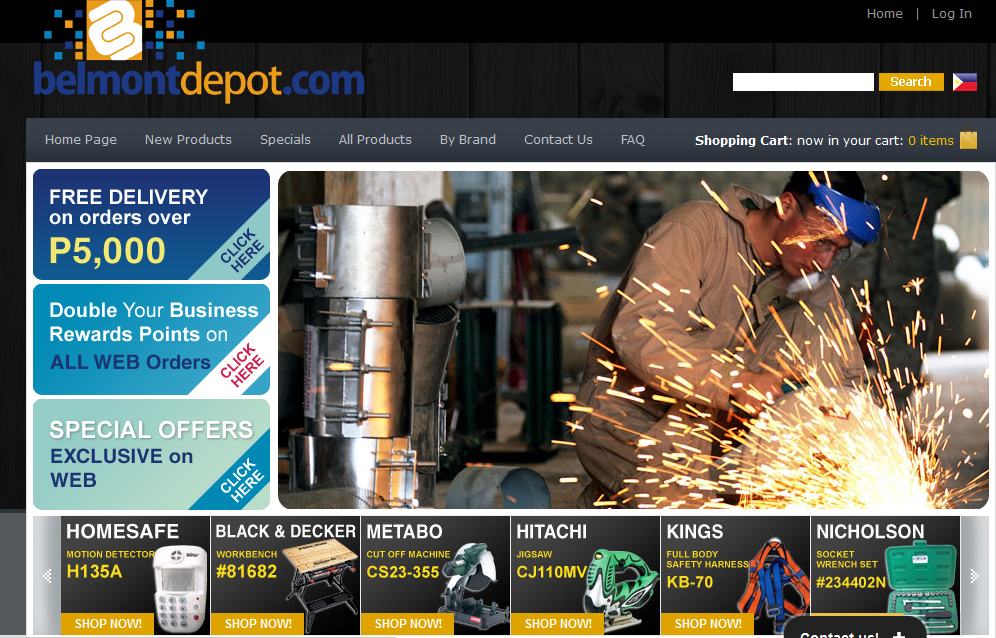 Home | Log In
belmontdepot.com
Search
Home Page New Products Specials All Products By Brand Contact Us FAQ
Shopping Cart: now in your cart: 0 items
FREE DELIVERY
on orders over
P5,000
CLICK
HERE
Double Your Business
Rewards Points on
ALL WEB Orders
CLICK
HERE
SPECIAL OFFERS
EXCLUSIVE on
WEB
CLICK
HERE
HOMESAFE
MOTION DETECTOR
H135A
SHOP NOW!
BLACK & DECKER
WORKBENCH
#81682
SHOP NOW!
METABO
CUT OFF MACHINE
CS23-355
SHOP NOW!
HITACHI
JIGSAW
CJ110MV
SHOP NOW!
KINGS
FULL BODY
SAFETY HARNESS
KB-70
SHOP NOW!
NICHOLSON
SOCKET
WRENCH SET
#234402N
Contact us! +